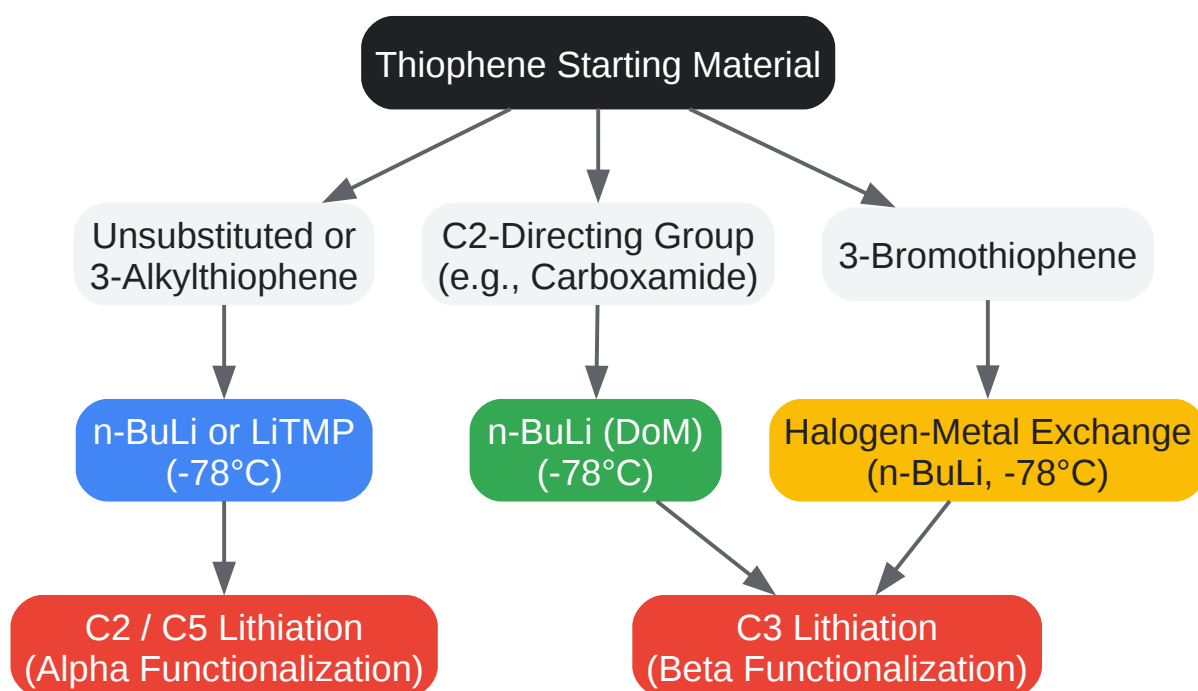 Thiophene Starting Material
Unsubstituted or
3-Alkylthiophene
C2-Directing Group
(e.g., Carboxamide)
3-Bromothiophene
n-BuLi or LiTMP
(-78°C)
n-BuLi (DoM)
(-78°C)
Halogen-Metal Exchange
(n-BuLi, -78°C)
C2 / C5 Lithiation
(Alpha Functionalization)
C3 Lithiation
(Beta Functionalization)